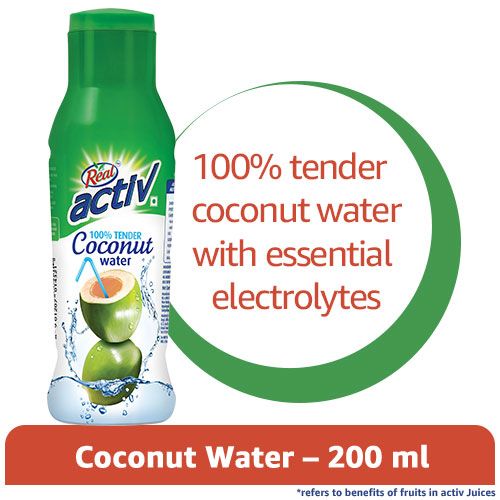 Réal
activ
100% TENDER
Coconut
water
100% tender
coconut water
with essential
electrolytes
Coconut Water – 200 ml
*refers to benefits of fruits in activ Juices